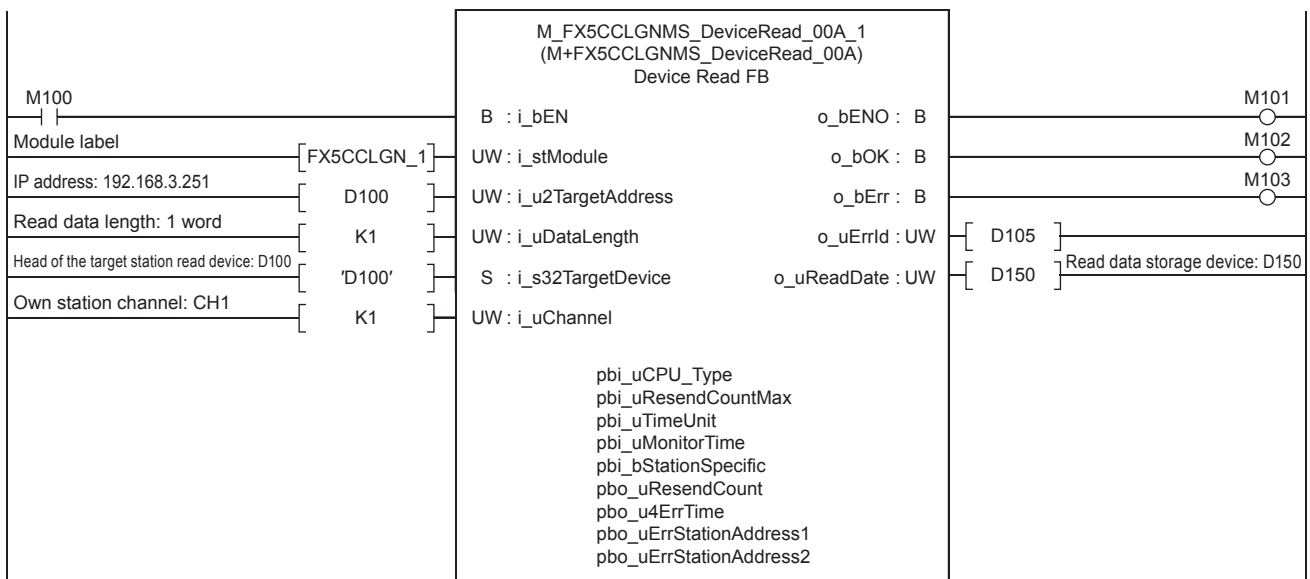 M_FX5CCLGNMS_DeviceRead_00A_1
(M+FX5CCLGNMS_DeviceRead_00A)
Device Read FB
M100
B : i_bEN
o_bENO : B
M101
Module label
FX5CCLGN_1
UW : i_stModule
o_bOK : B
M102
IP address: 192.168.3.251
D100
UW : i_u2TargetAddress
o_bErr : B
M103
Read data length: 1 word
K1
UW : i_uDataLength
o_uErrId : UW
D105
Head of the target station read device: D100
'D100'
S : i_s32TargetDevice
o_uReadDate : UW
D150
Read data storage device: D150
Own station channel: CH1
K1
UW : i_uChannel
pbi_uCPU_Type
pbi_uResendCountMax
pbi_uTimeUnit
pbi_uMonitorTime
pbi_bStationSpecific
pbo_uResendCount
pbo_u4ErrTime
pbo_uErrStationAddress1
pbo_uErrStationAddress2